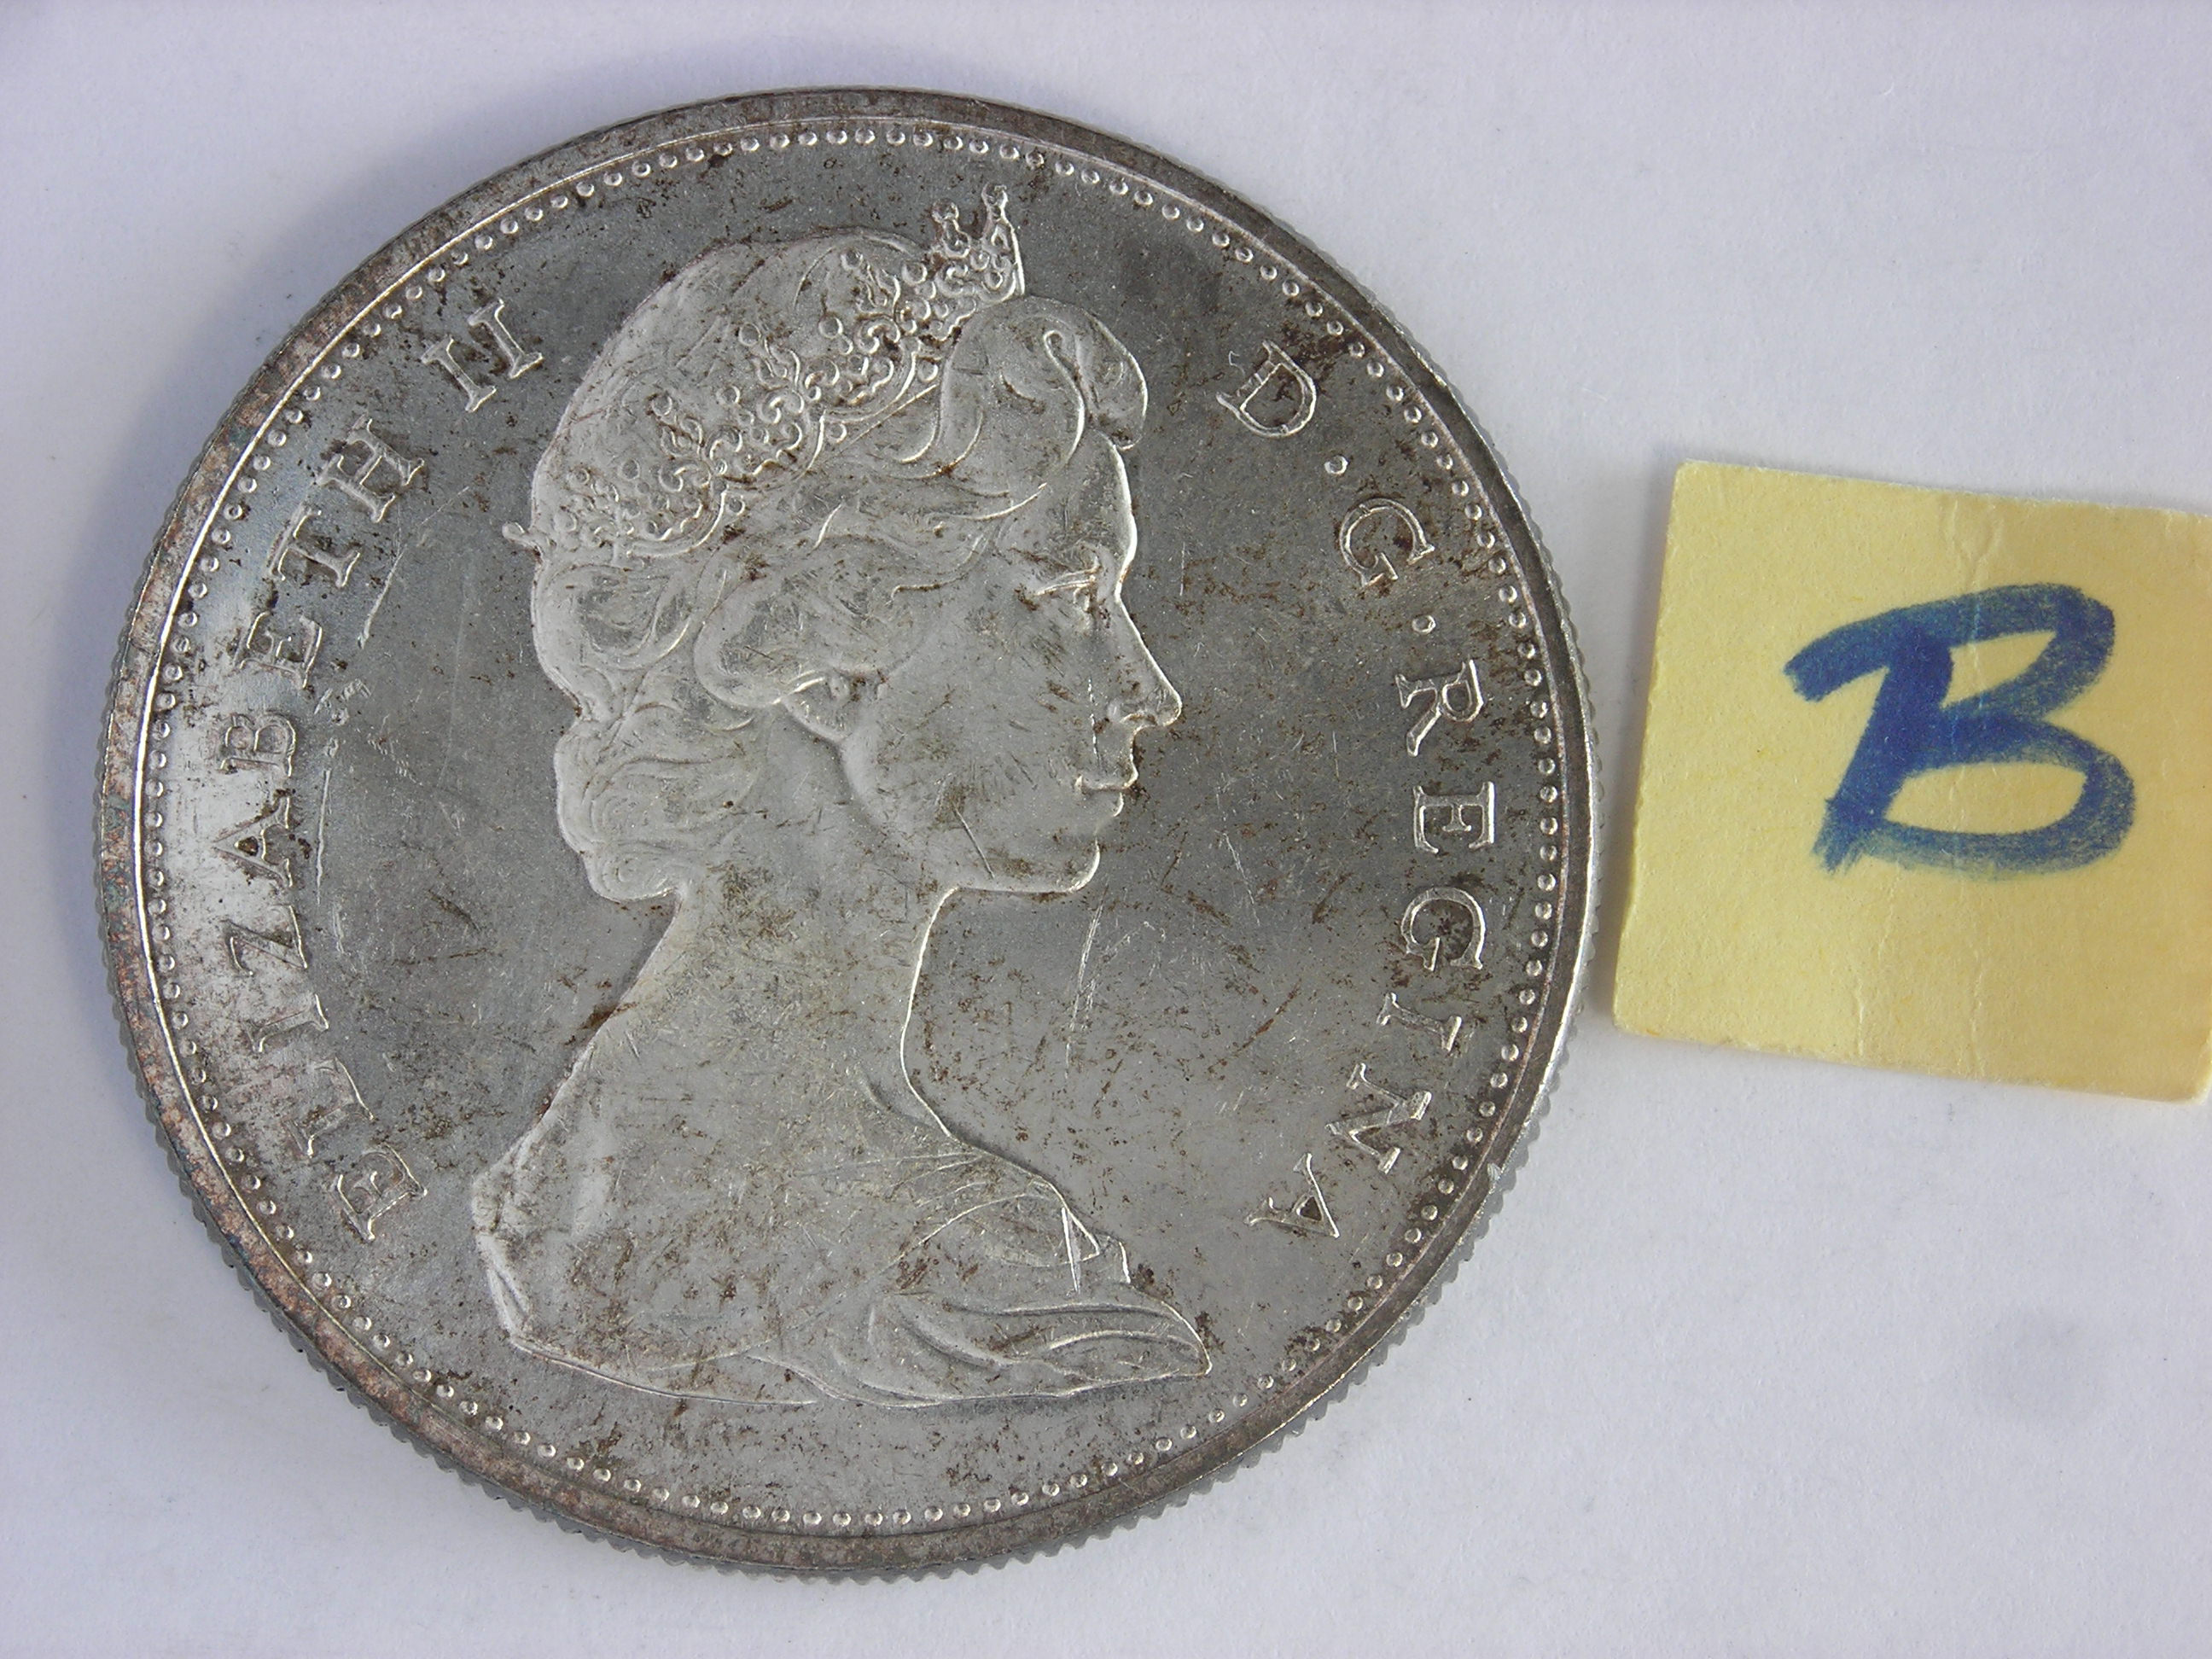 ELIZABETH II D · G · REGINA
B